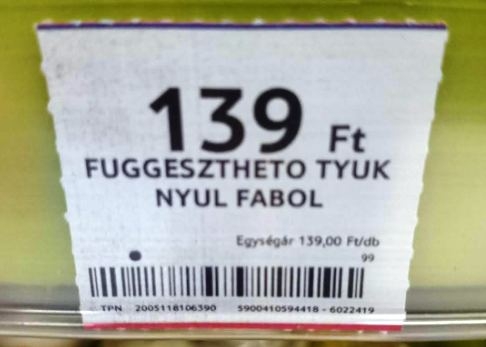 139 Ft
FUGGESZTHETO TYUK
NYUL FABOL
Egységár 139,00 Ft/db
99
TPN 2005118106390 5900410594418 - 6022419